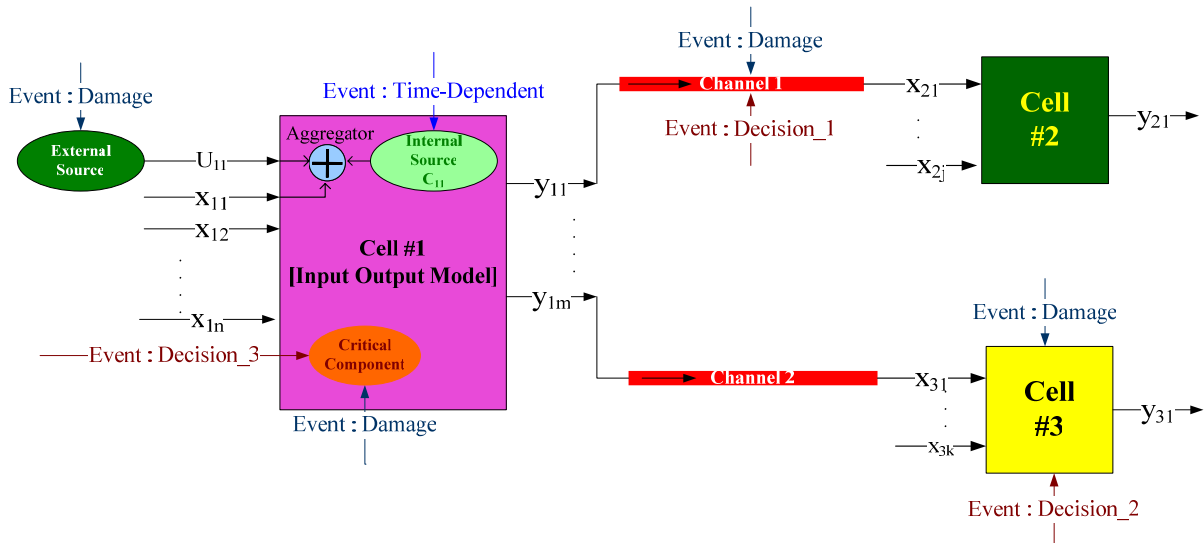 Event : Damage
External
Source
U11
x11
x12
x1n
Event : Decision_3
Event : Time-Dependent
Aggregator
Internal
Source
C11
Cell #1
[Input Output Model]
Critical
Component
Event : Damage
y11
y1m
Event : Damage
Channel 1
Event : Decision_1
x21
x2j
Cell
#2
y21
Channel 2
Event : Damage
x31
x3k
Cell
#3
y31
Event : Decision_2